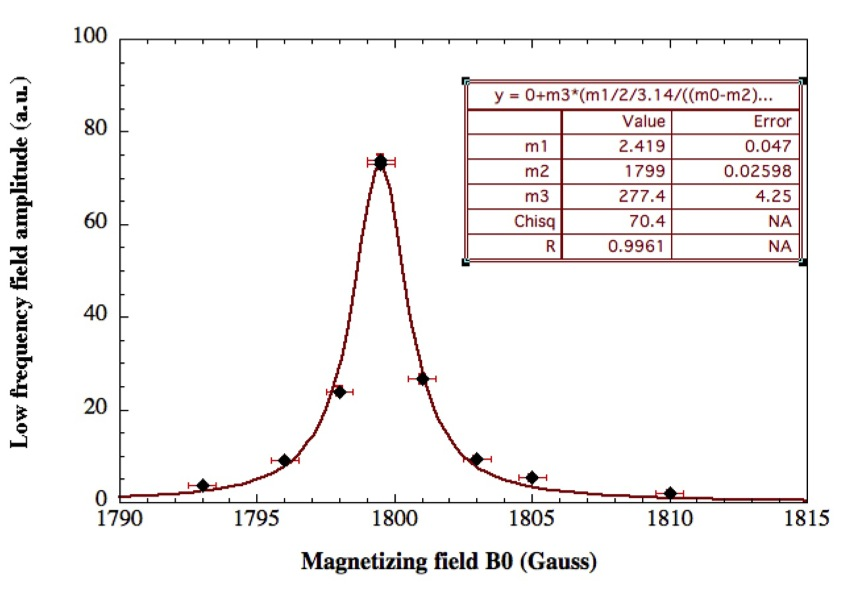 100
80
60
40
20
0
1790 1795 1800 1805 1810 1815
Low frequency field amplitude (a.u.)
Magnetizing field B0 (Gauss)
y = 0+m3*(m1/2/3.14/((m0-m2)...
Value Error
m1 2.419 0.047
m2 1799 0.02598
m3 277.4 4.25
Chisq 70.4 NA
R 0.9961 NA